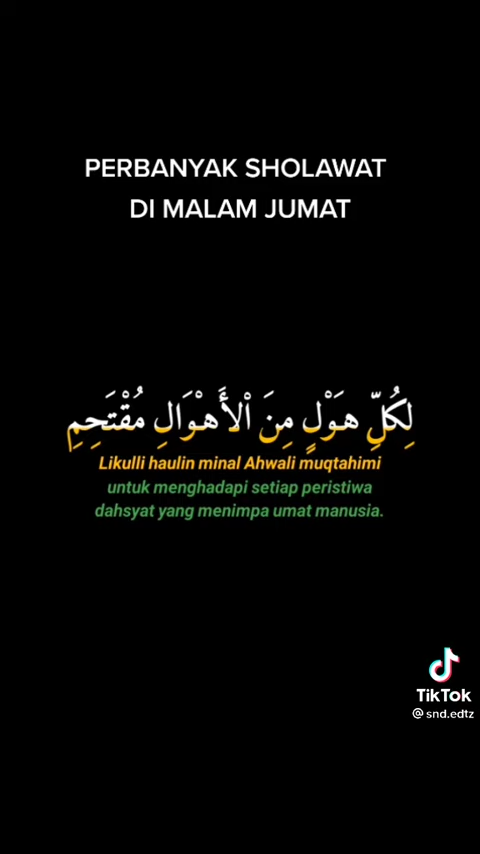 PERBANYAK SHOLAWAT
DI MALAM JUMAT
لِكُلِّ هَوْلٍ مِنَ اْلأَهْوَالِ مُقْتَحِمِ
Likulli haulin minal Ahwali muqtahimi
untuk menghadapi setiap peristiwa
dahsyat yang menimpa umat manusia.
TikTok
@ snd.edtz